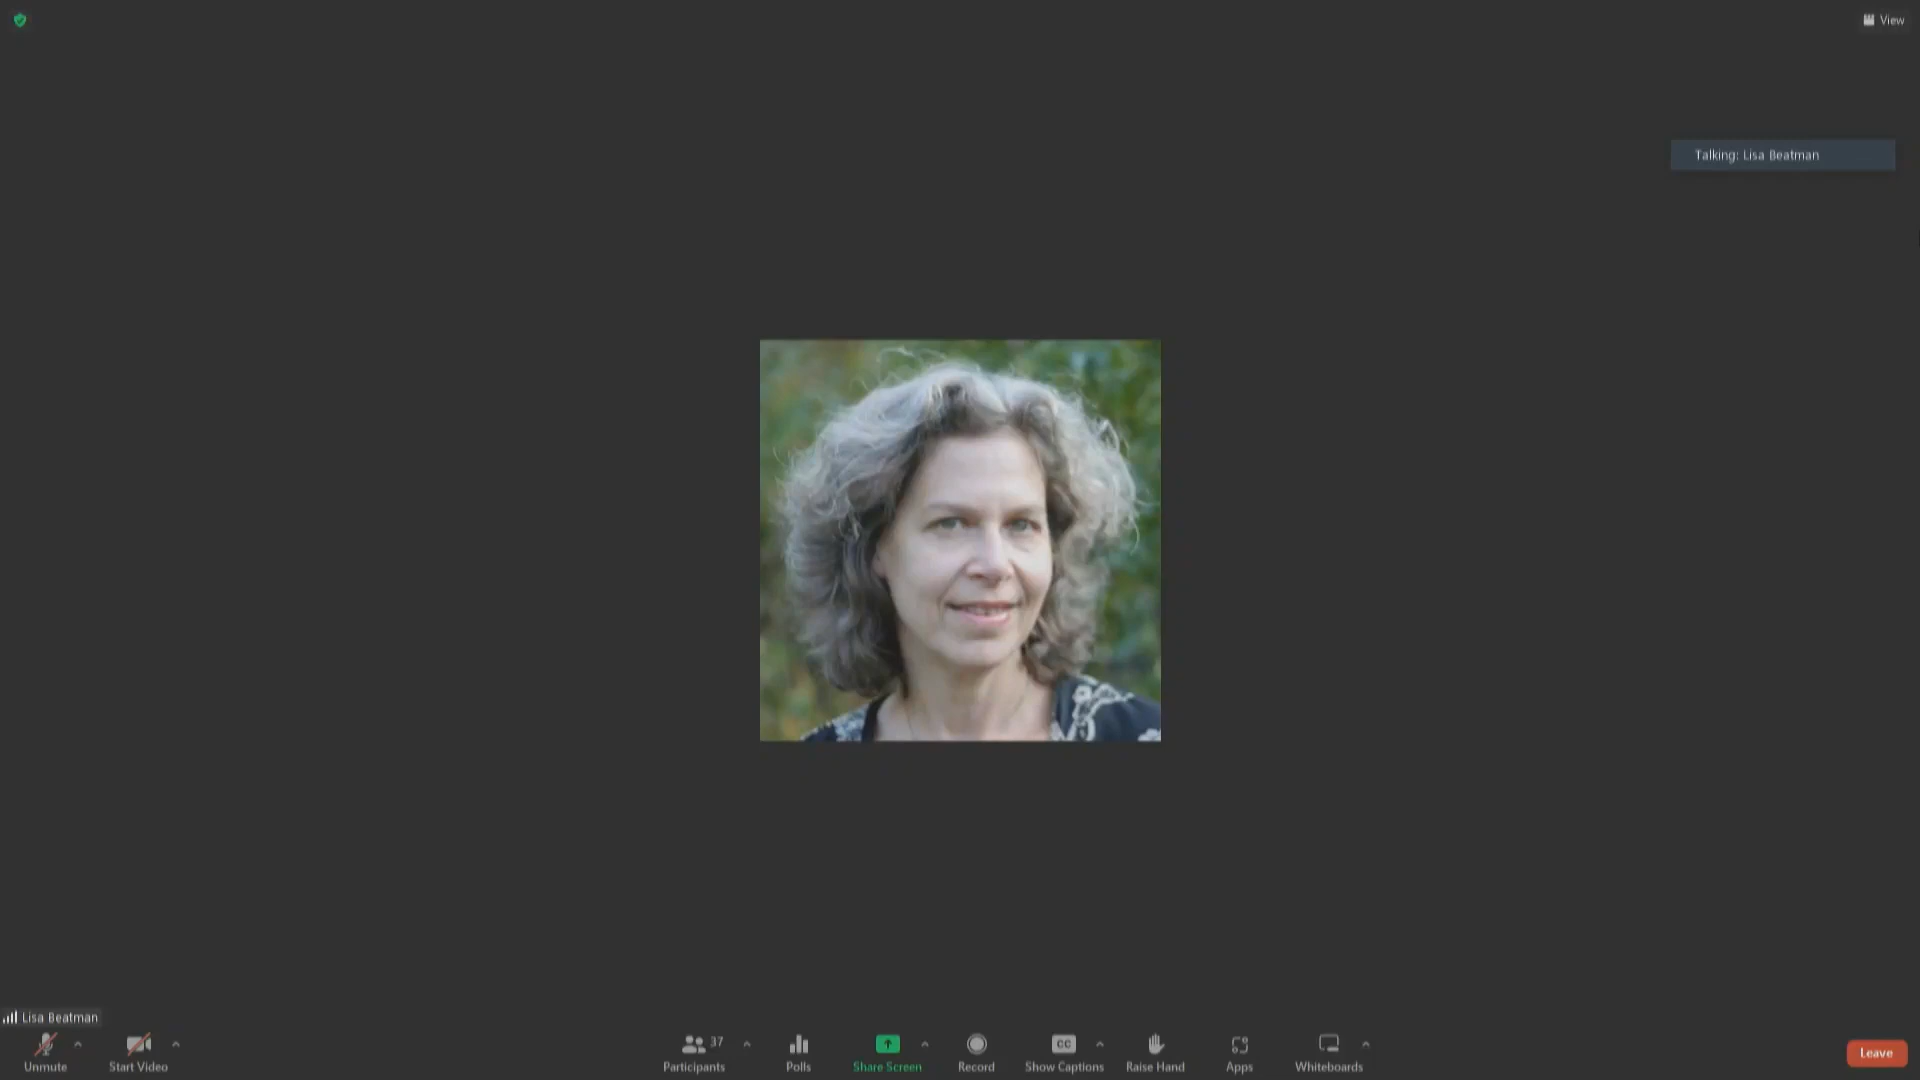 View
Talking: Lisa Beatman
Lisa Beatman
Unmute
Start Video
37
Participants
Polls
Share Screen
Record
CC
Show Captions
Raise Hand
Apps
Whiteboards
Leave